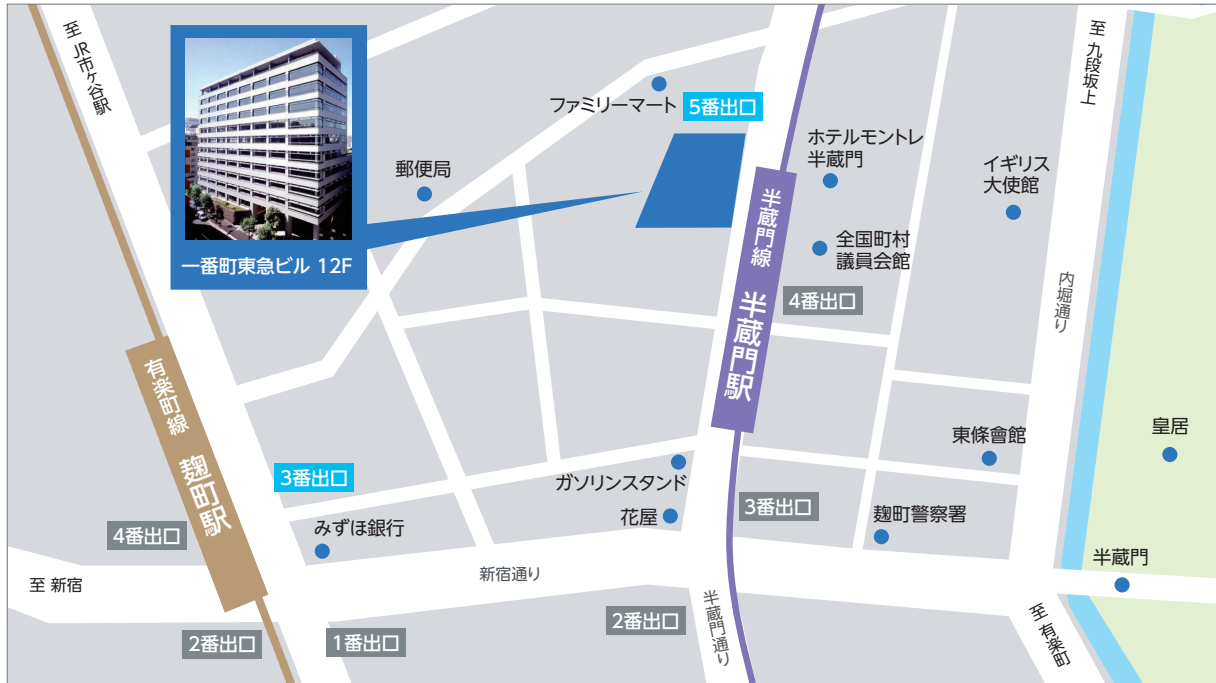 至 JR市ヶ谷駅
一番町東急ビル 12F
郵便局
ファミリーマート
5番出口
ホテルモントレ
半蔵門
イギリス
大使館
至 九段坂上
全国町村
議員会館
4番出口
内堀通り
半蔵門線 半蔵門駅
有楽町線 麹町駅
東條會館
皇居
3番出口
ガソリンスタンド
花屋
3番出口
麹町警察署
みずほ銀行
4番出口
新宿通り
半蔵門
至 新宿
2番出口
1番出口
2番出口
半蔵門通り
至 有楽町